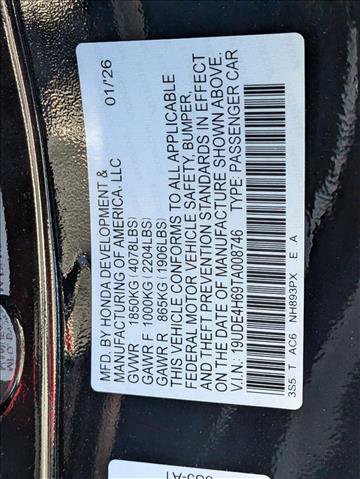 MFD. BY HONDA DEVELOPMENT & 01/26
MANUFACTURING OF AMERICA, LLC
GVWR 1850KG (4078LBS)
GAWR F 1000KG (2204LBS)
GAWR R 865KG (1906LBS)
THIS VEHICLE CONFORMS TO ALL APPLICABLE
FEDERAL MOTOR VEHICLE SAFETY, BUMPER,
AND THEFT PREVENTION STANDARDS IN EFFECT
ON THE DATE OF MANUFACTURE SHOWN ABOVE.
V.I.N.: 19UDE4H69TA008746 TYPE: PASSENGER CAR
3S5 T AC6 NH893PX E A